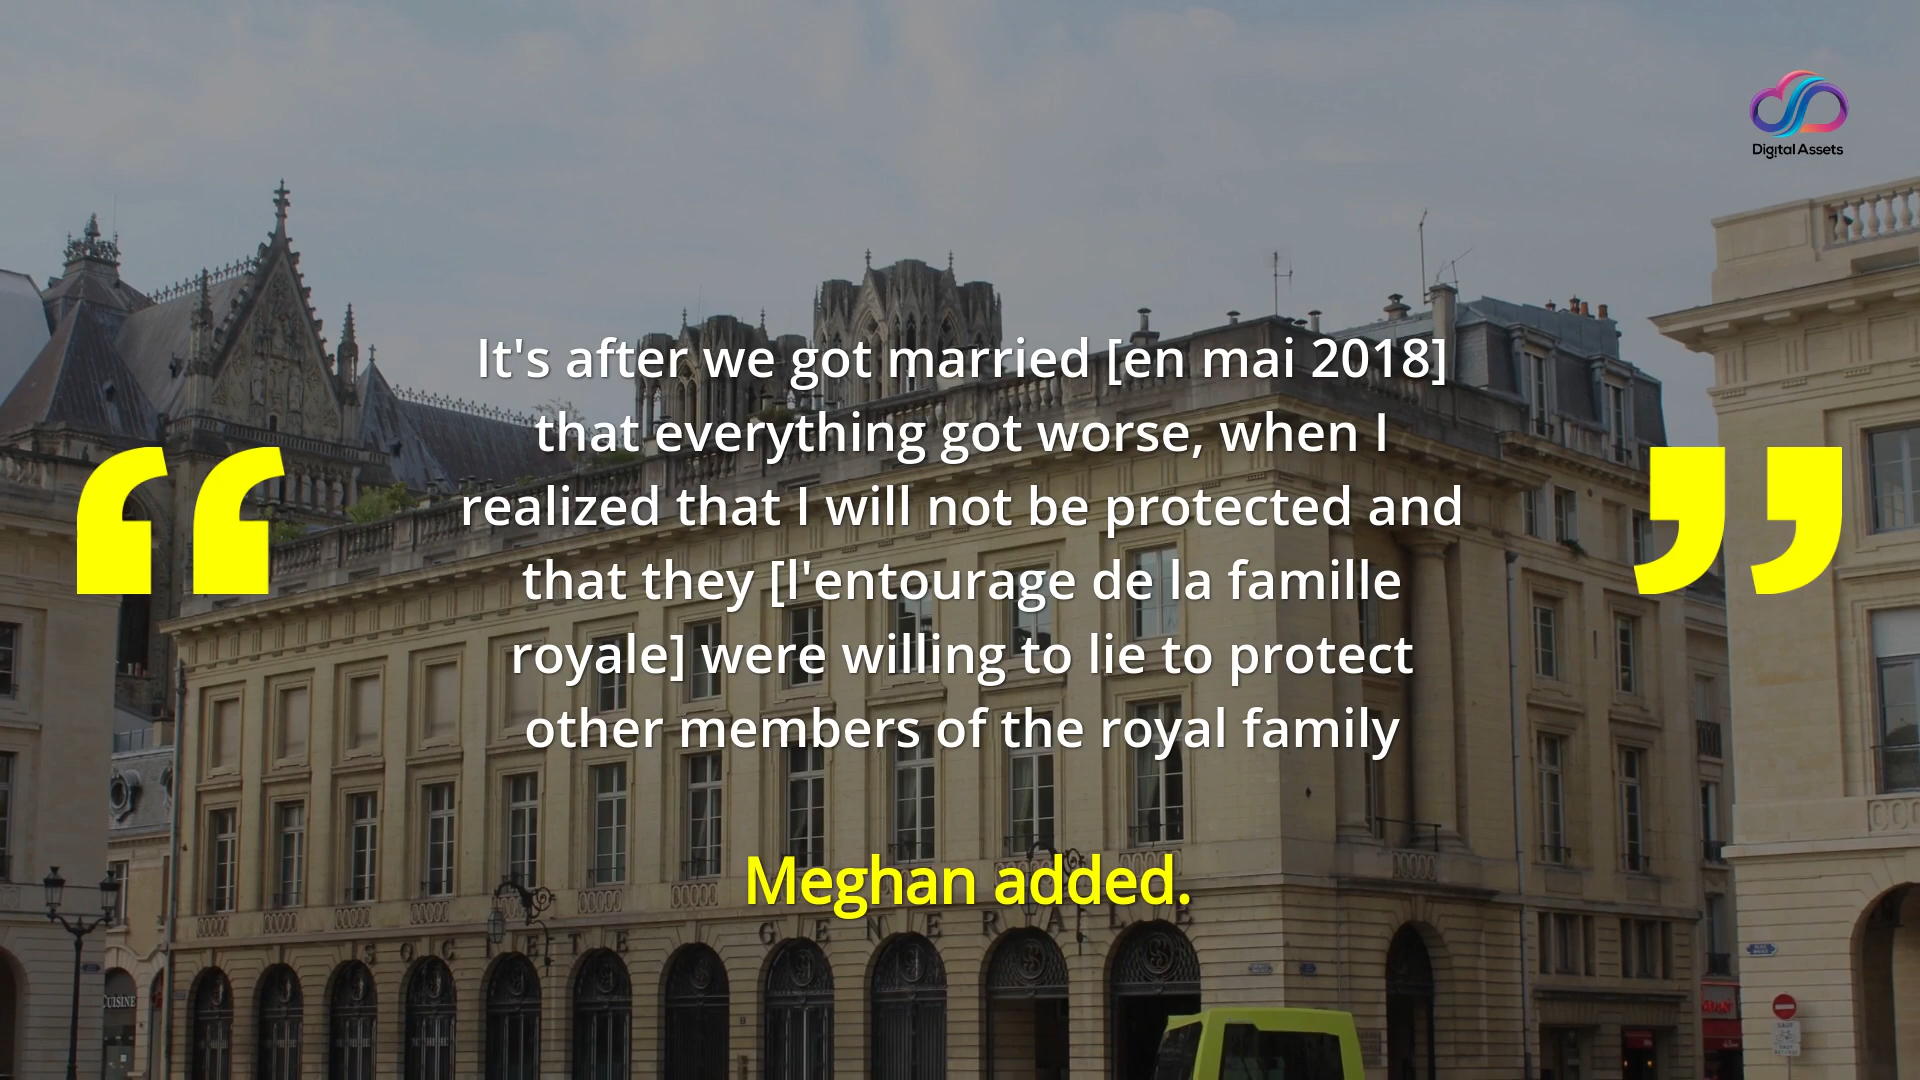 Digital Assets
It's after we got married [en mai 2018]
that everything got worse, when I
realized that I will not be protected and
that they [l'entourage de la famille
royale] were willing to lie to protect
other members of the royal family
Meghan added.
SOCIETE GENERALE
CUISINE
SAUF